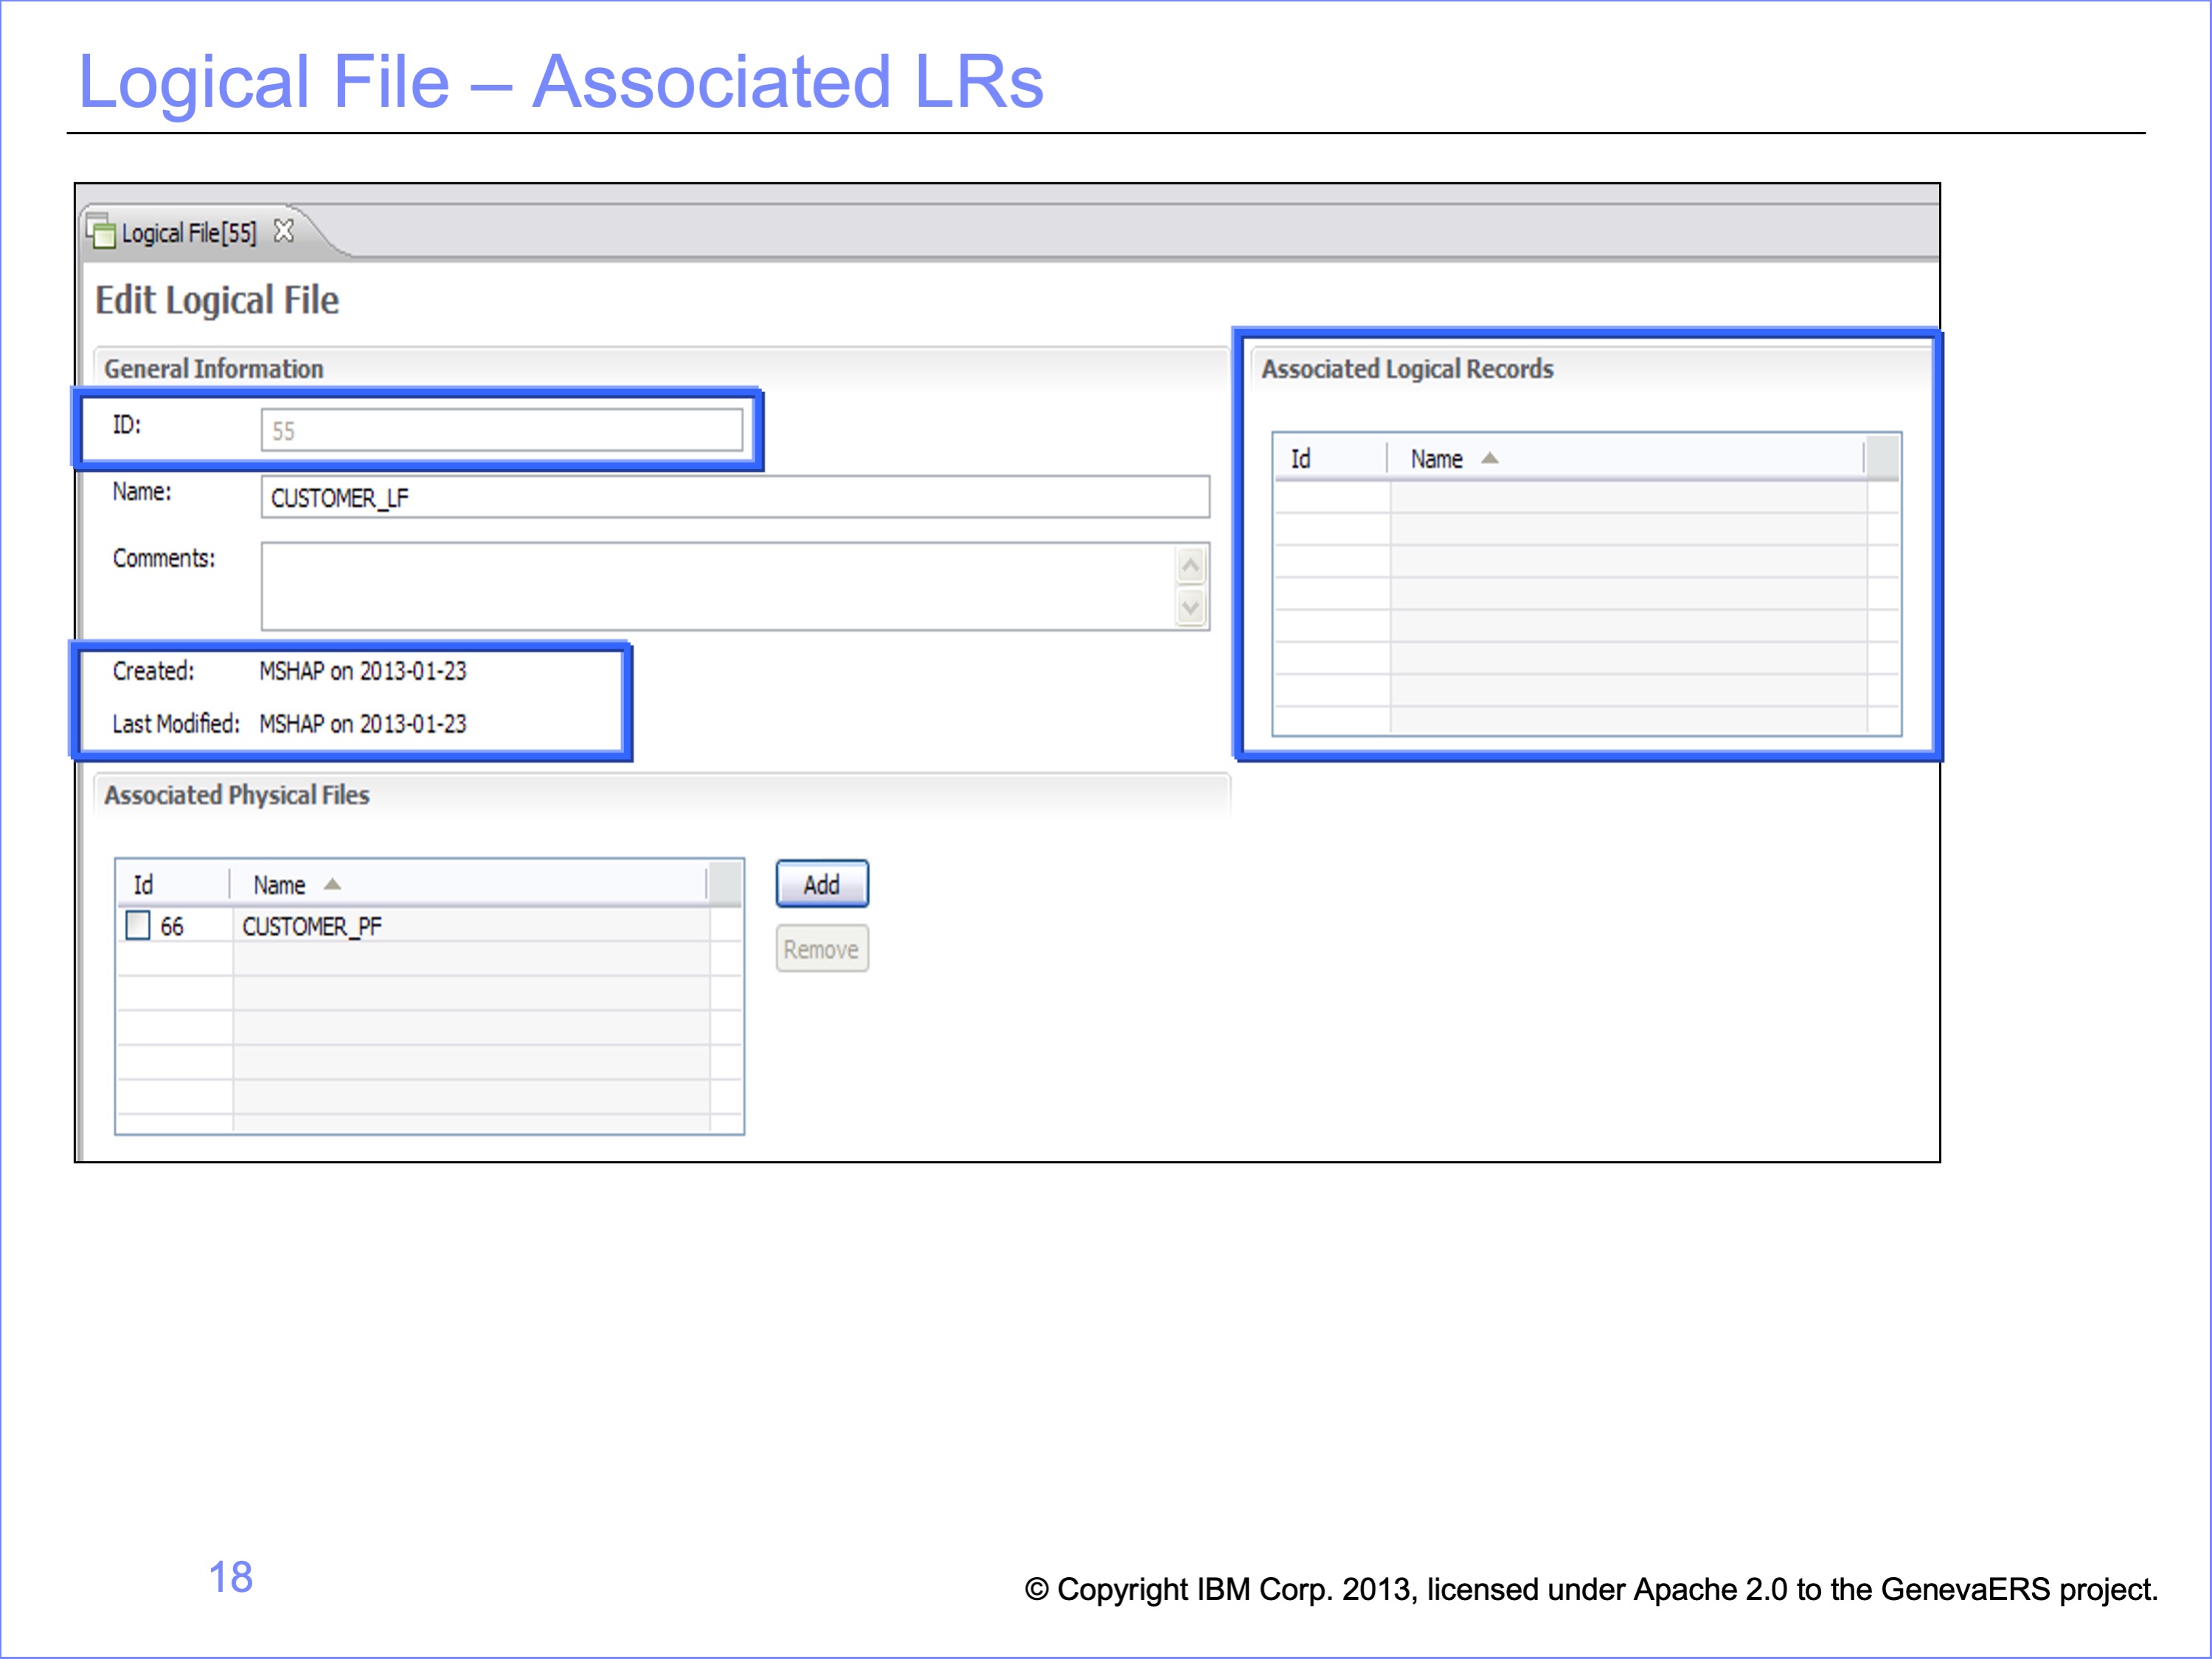 Logical File – Associated LRs
Logical File[55]
Edit Logical File
General Information
ID: 55
Name: CUSTOMER_LF
Comments:
Created: MSHAP on 2013-01-23
Last Modified: MSHAP on 2013-01-23
Associated Logical Records
Id Name
Associated Physical Files
Id Name
66 CUSTOMER_PF
Add
Remove
18
© Copyright IBM Corp. 2013, licensed under Apache 2.0 to the GenevaERS project.